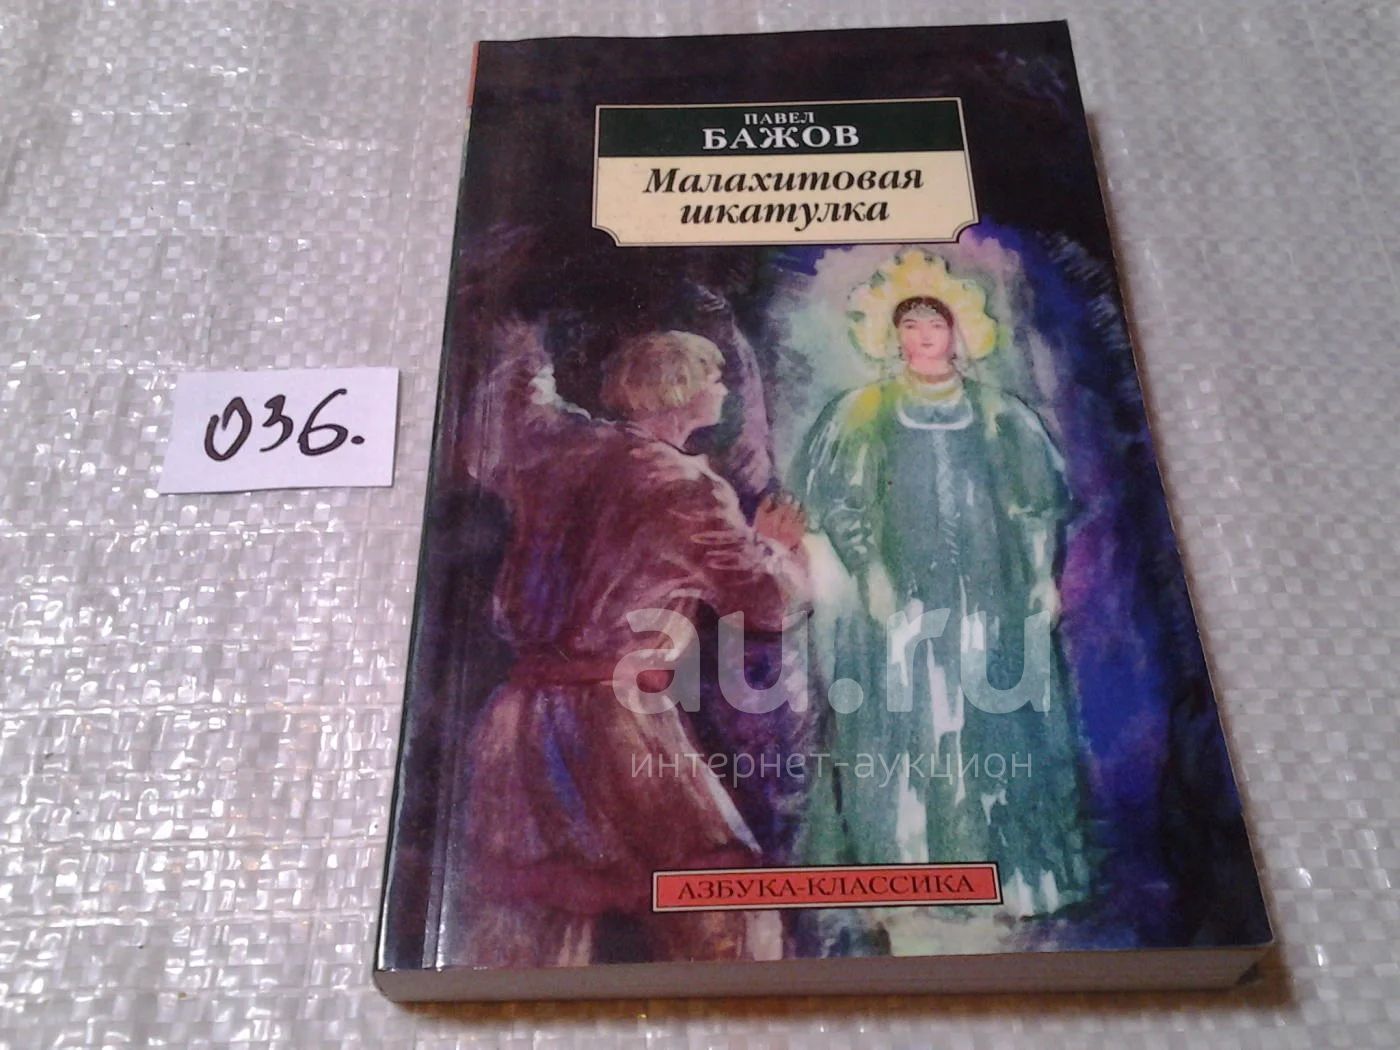 ПАВЕЛ
БАЖОВ
Малахитовая
шкатулка
036.
au.ru
интернет-аукцион
АЗБУКА-КЛАССИКА